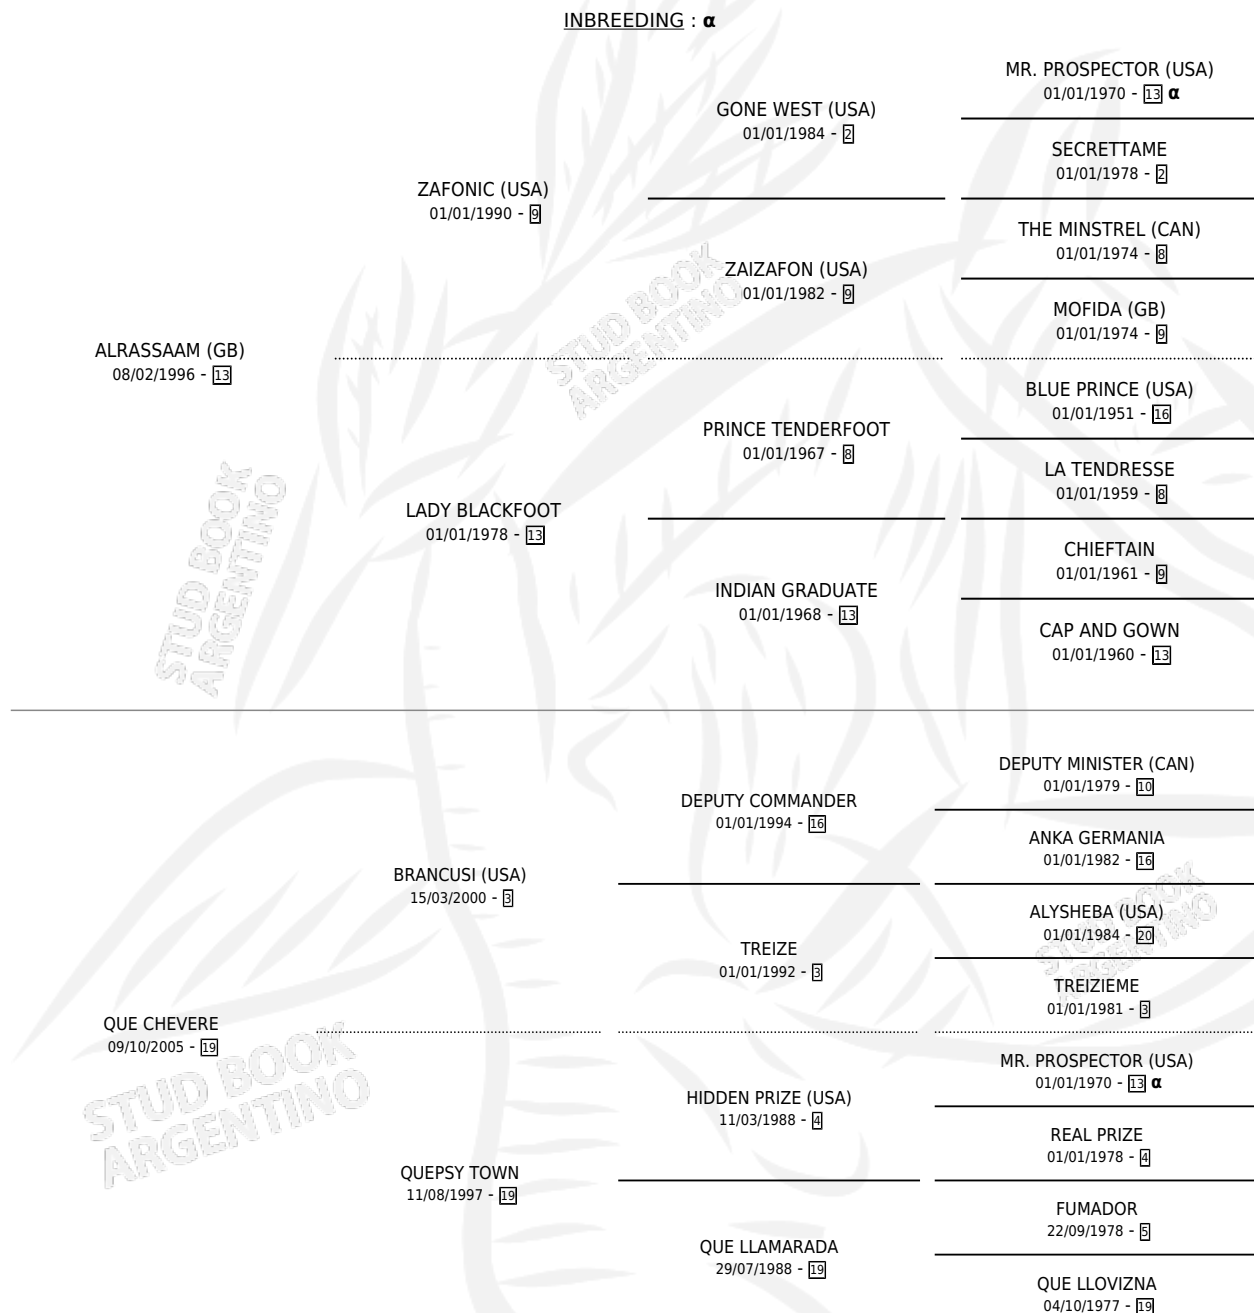 INBREEDING : α
MR. PROSPECTOR (USA)
01/01/1970 - 13 α
GONE WEST (USA)
01/01/1984 - 2
SECRETTAME
01/01/1978 - 2
ZAFONIC (USA)
01/01/1990 - 9
THE MINSTREL (CAN)
01/01/1974 - 8
ZAIZAFON (USA)
01/01/1982 - 9
MOFIDA (GB)
01/01/1974 - 9
ALRASSAAM (GB)
08/02/1996 - 13
BLUE PRINCE (USA)
01/01/1951 - 16
PRINCE TENDERFOOT
01/01/1967 - 8
LA TENDRESSE
01/01/1959 - 8
LADY BLACKFOOT
01/01/1978 - 13
CHIEFTAIN
01/01/1961 - 9
INDIAN GRADUATE
01/01/1968 - 13
CAP AND GOWN
01/01/1960 - 13
DEPUTY MINISTER (CAN)
01/01/1979 - 10
DEPUTY COMMANDER
01/01/1994 - 16
ANKA GERMANIA
01/01/1982 - 16
BRANCUSI (USA)
15/03/2000 - 3
ALYSHEBA (USA)
01/01/1984 - 20
TREIZE
01/01/1992 - 3
TREIZIEME
01/01/1981 - 3
QUE CHEVERE
09/10/2005 - 19
MR. PROSPECTOR (USA)
01/01/1970 - 13 α
HIDDEN PRIZE (USA)
11/03/1988 - 4
REAL PRIZE
01/01/1978 - 4
QUEPSY TOWN
11/08/1997 - 19
FUMADOR
22/09/1978 - 5
QUE LLAMARADA
29/07/1988 - 19
QUE LLOVIZNA
04/10/1977 - 19
STUD BOOK
ARGENTINO
STUD BOOK
ARGENTINO
STUD BOOK
ARGENTINO
STUD BOOK
ARGENTINO